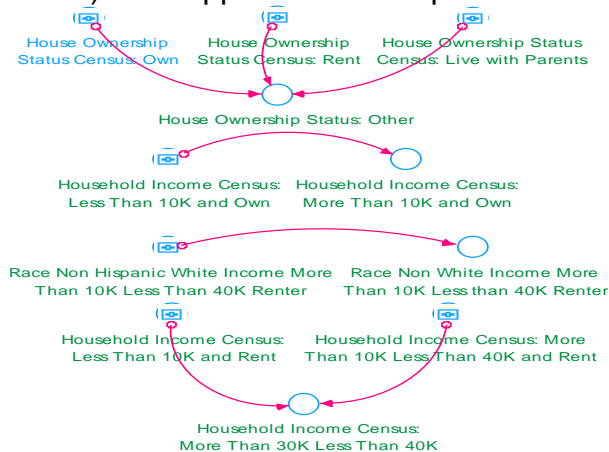 House Ownership
Status Census: Own
House Ownership
Status Census: Rent
House Ownership Status
Census: Live with Parents
House Ownership Status: Other
Household Income Census:
Less Than 10K and Own
Household Income Census:
More Than 10K and Own
Race Non Hispanic White Income More
Than 10K Less Than 40K Renter
Race Non White Income More
Than 10K Less than 40K Renter
Household Income Census:
Less Than 10K and Rent
Household Income Census: More
Than 10K Less Than 40K and Rent
Household Income Census:
More Than 30K Less Than 40K